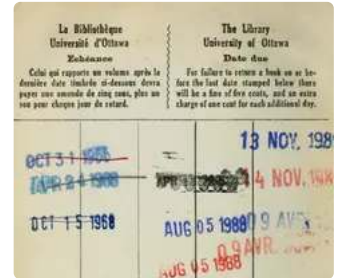 La Bibliothèque
Université d'Ottawa
Echéance
Celui qui rapporte un volume après la
dernière date timbrée ci-dessous devra
payer une amende de cinq sous, plus un
sou pour chaque jour de retard.
The Library
University of Ottawa
Date due
For failure to return a book on or be-
fore the last date stamped below there
will be a fine of five cents, and an extra
charge of one cent for each additional day.
13 NOV. 198
OCT 31 1968
APR 24 1968
4 NOV.
OCT 15 1968
AUG 05 1988
09 AVR.
AUG 05 1988